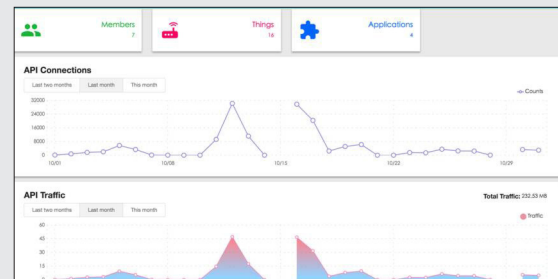 Members
7
Things
16
Applications
4
API Connections
Last two months Last month This month
Counts
32000
24000
16000
8000
0
10/01 10/08 10/15 10/22 10/29
API Traffic
Total Traffic: 232.53 MB
Last two months Last month This month
traffic
60
45
30
15